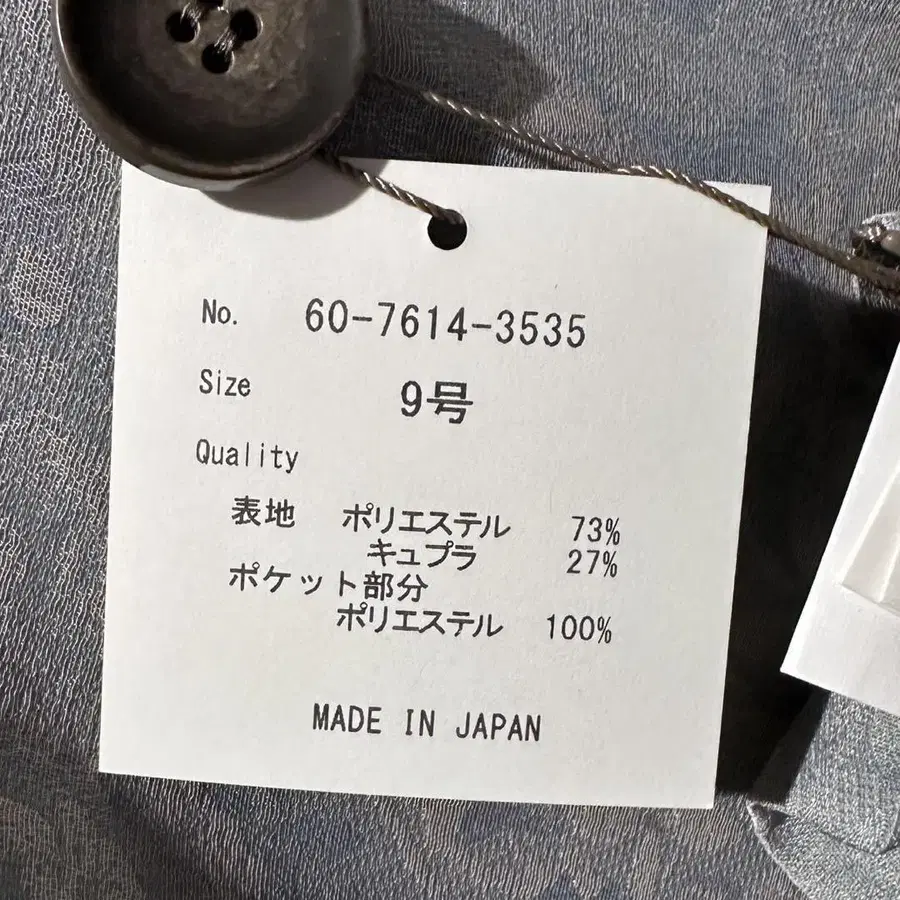 No. 60-7614-3535
Size 9号
Quality
表地 ポリエステル 73%
キュプラ 27%
ポケット部分
ポリエステル 100%
MADE IN JAPAN